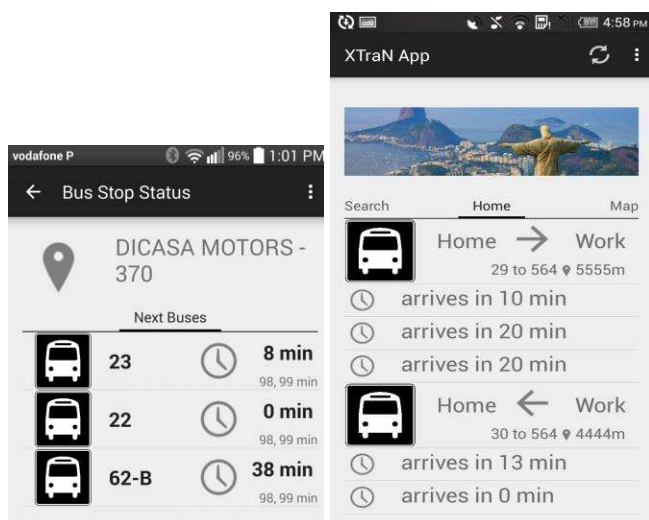 vodafone P 96% 1:01 PM
Bus Stop Status
DICASA MOTORS -
370
Next Buses
23 8 min
98, 99 min
22 0 min
98, 99 min
62-B 38 min
98, 99 min
4:58 PM
XTraN App
Search Home Map
Home → Work
29 to 564 5555m
arrives in 10 min
arrives in 20 min
arrives in 20 min
Home ← Work
30 to 564 4444m
arrives in 13 min
arrives in 0 min